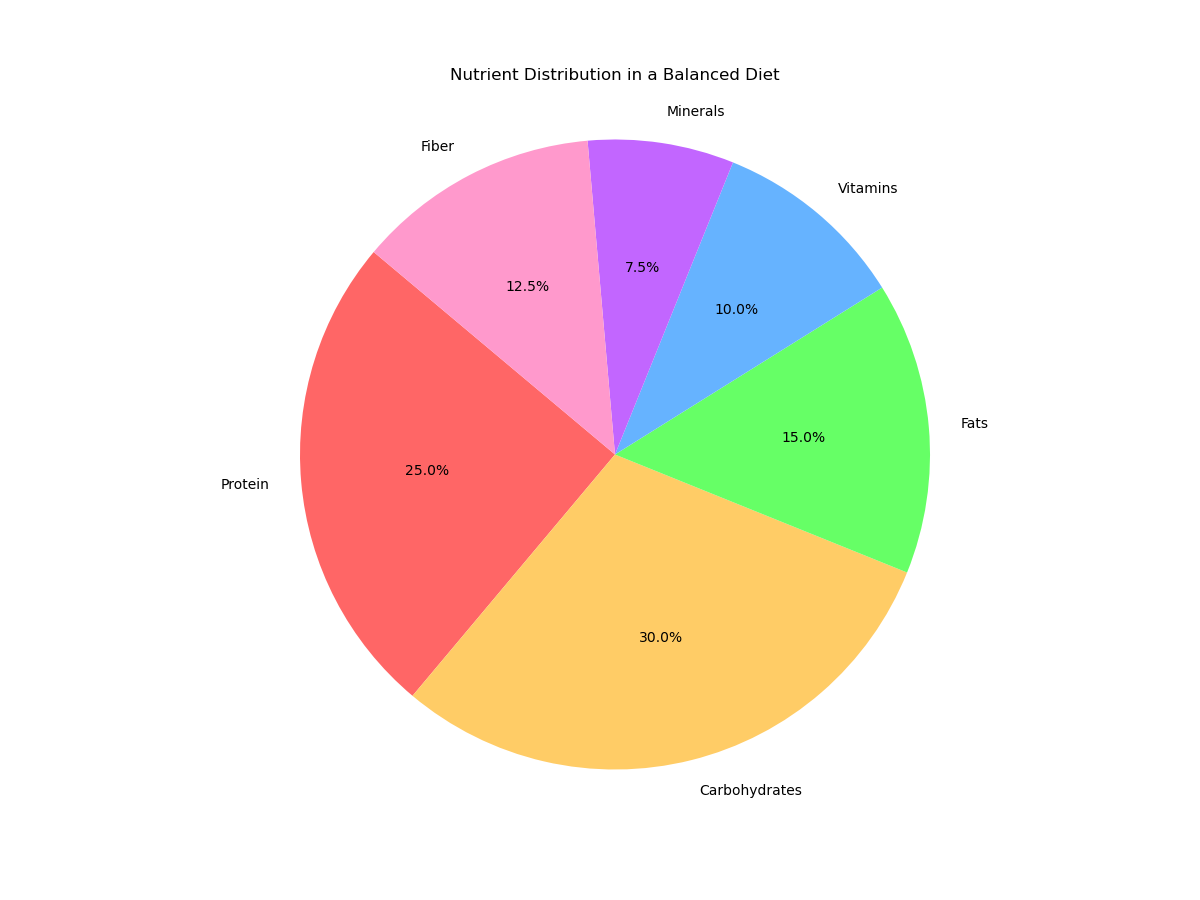 Nutrient Distribution in a Balanced Diet
Minerals
Fiber
Vitamins
7.5%
12.5%
10.0%
Fats
15.0%
25.0%
Protein
30.0%
Carbohydrates